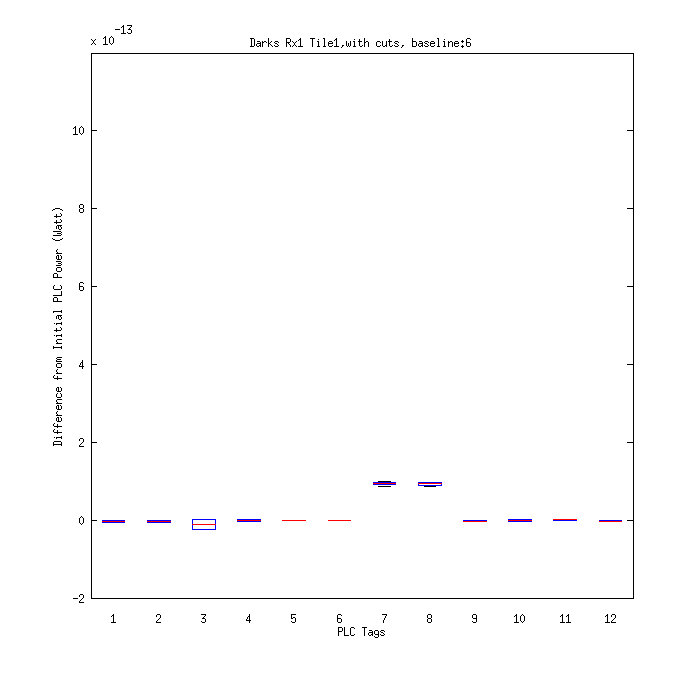 x 10-13
Darks Rx1 Tile1,with cuts, baseline:6
10
8
6
4
2
0
-2
Difference from Initial PLC Power (Watt)
1 2 3 4 5 6 7 8 9 10 11 12
PLC Tags